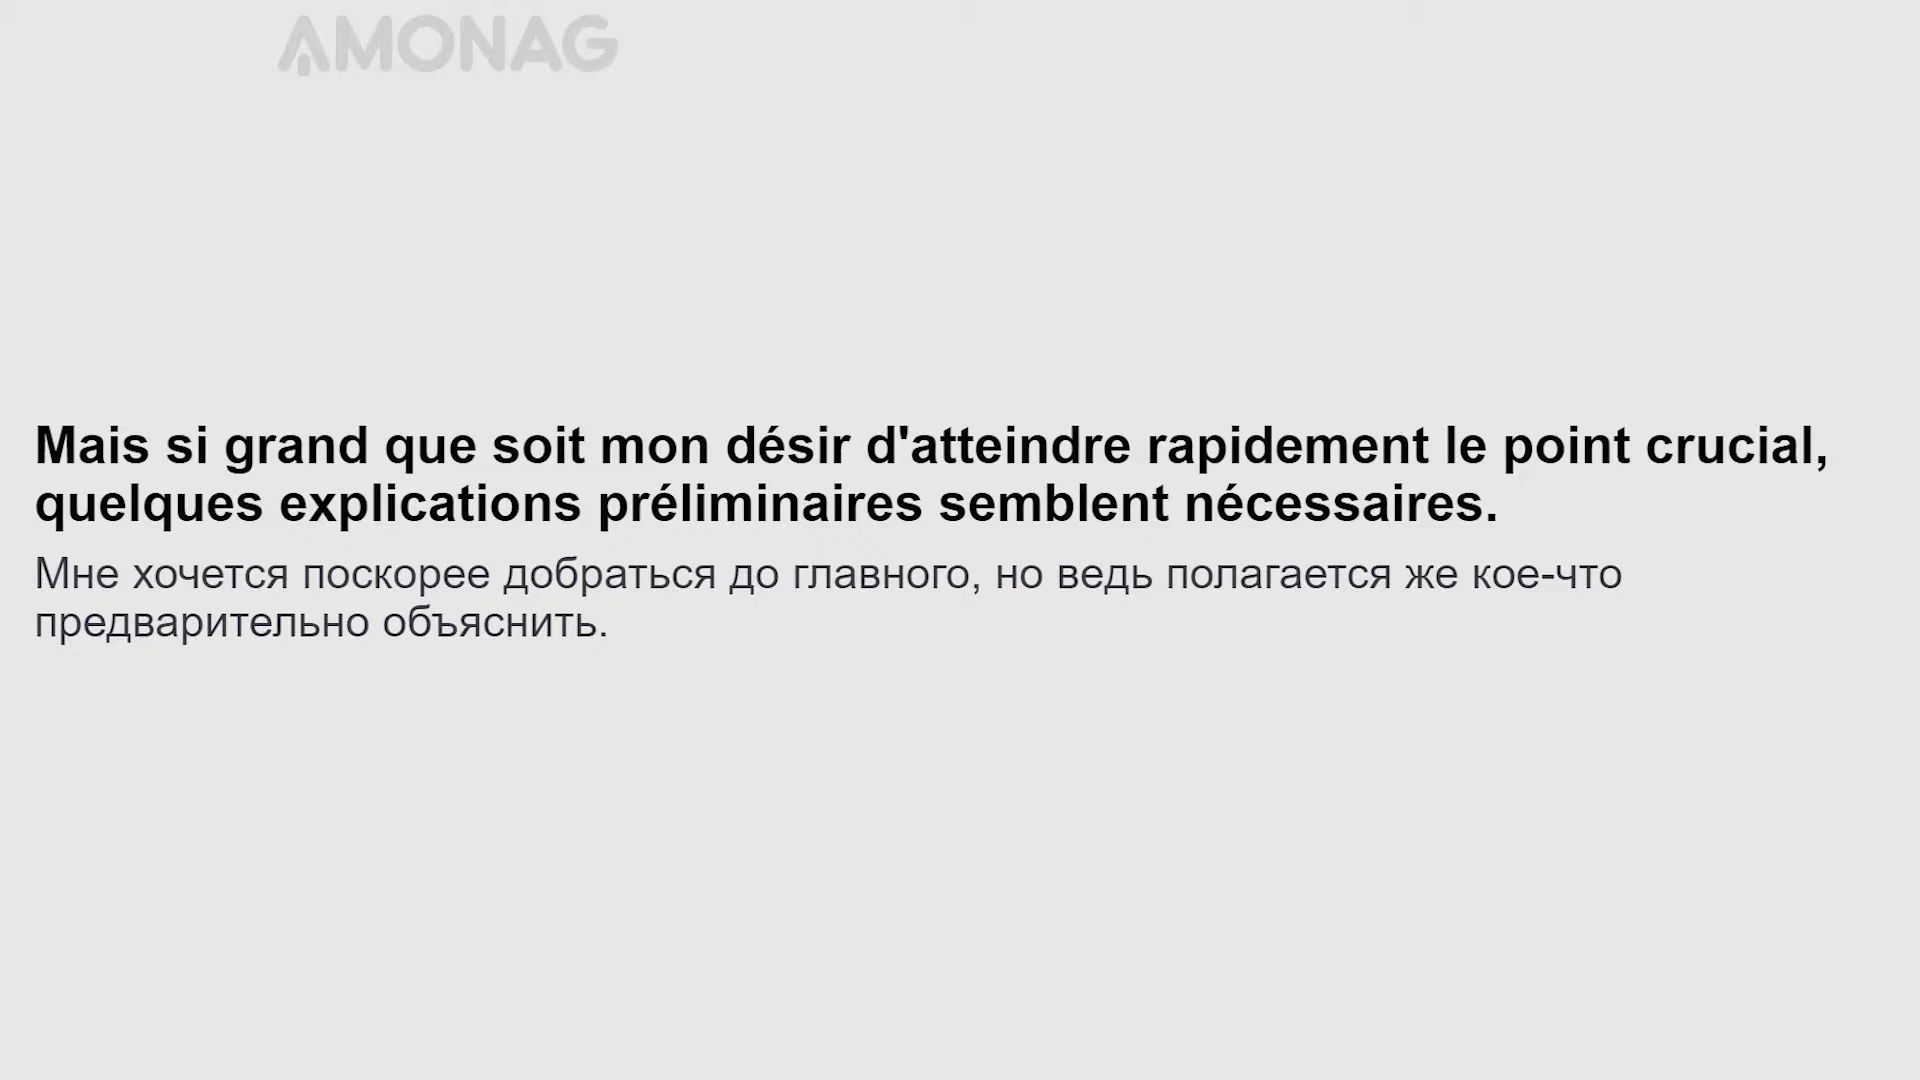 AMONAG
Mais si grand que soit mon désir d'atteindre rapidement le point crucial,
quelques explications préliminaires semblent nécessaires.
Мне хочется поскорее добраться до главного, но ведь полагается же кое-что
предварительно объяснить.